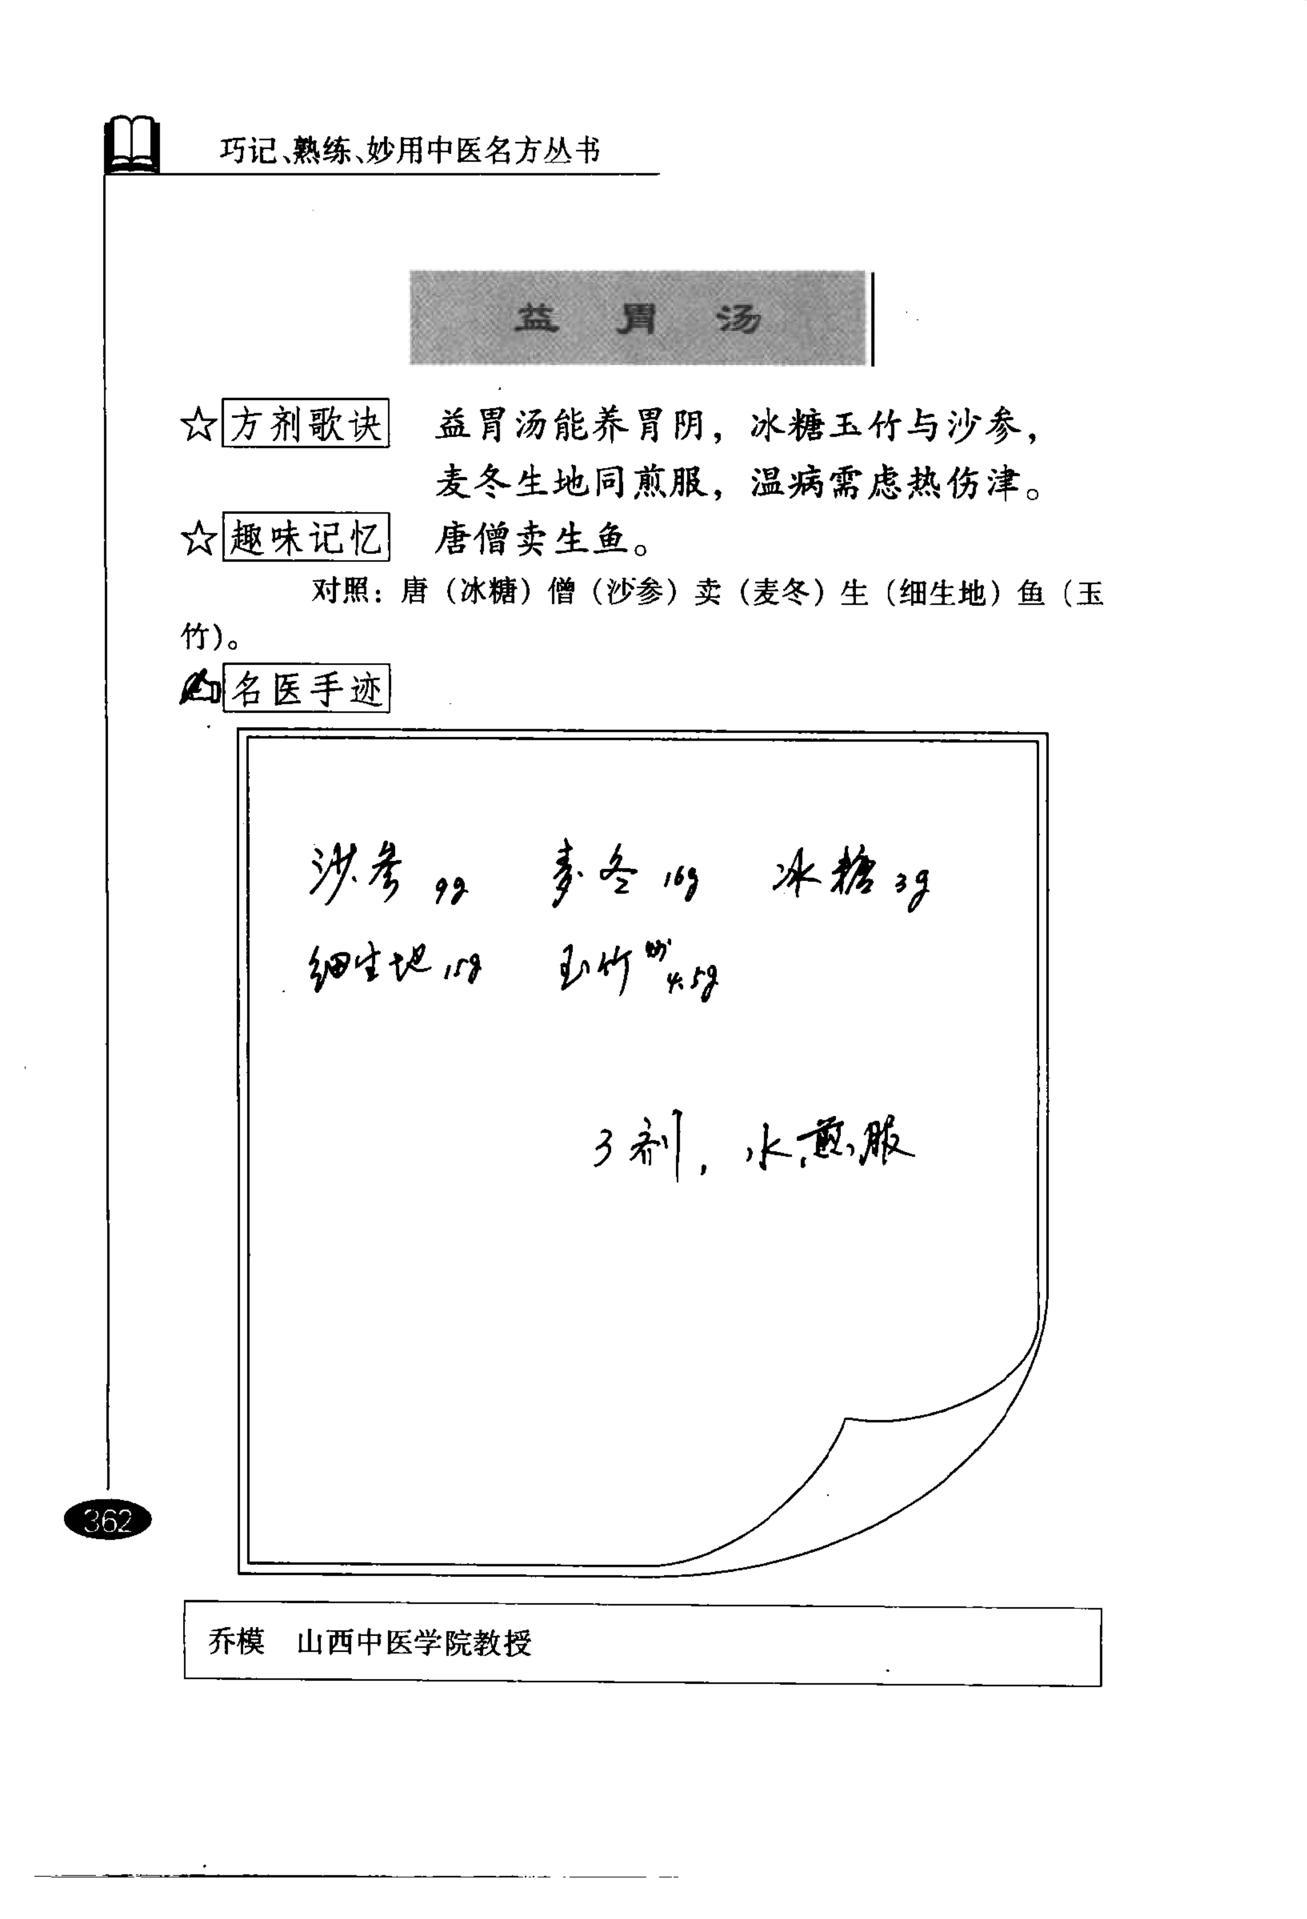 巧记、熟练、妙用中医名方丛书
益胃汤
☆方剂歌诀 益胃汤能养胃阴，冰糖玉竹与沙参，
麦冬生地同煎服，温病需虑热伤津。
☆趣味记忆 唐僧卖生鱼。
对照：唐（冰糖）僧（沙参）卖（麦冬）生（细生地）鱼（玉
竹）。
名医手迹
沙参 9g 麦冬 16g 冰糖 3g
细生地 15g 玉竹 炒 4.5g
3剂，水煎服
362
乔模 山西中医学院教授